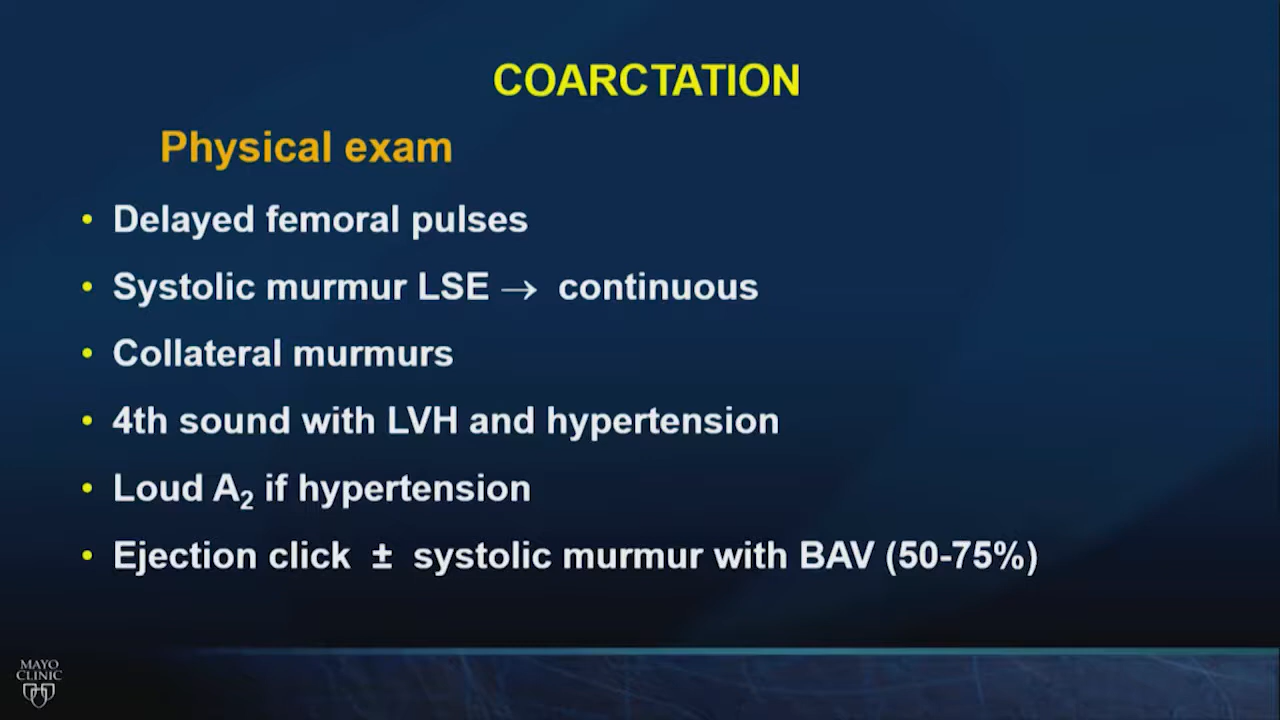 COARCTATION
Physical exam
• Delayed femoral pulses
• Systolic murmur LSE → continuous
• Collateral murmurs
• 4th sound with LVH and hypertension
• Loud A₂ if hypertension
• Ejection click ± systolic murmur with BAV (50-75%)
MAYO
CLINIC